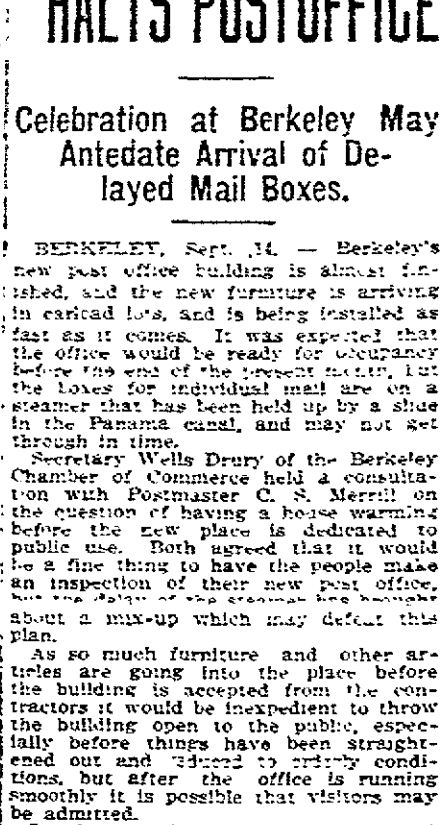 HALTS POSTOFFICE
Celebration at Berkeley May
Antedate Arrival of De-
layed Mail Boxes.
BERKELEY, Sept. 14. — Berkeley's
new post office building is almost fin-
ished, and the new furniture is arriving
in carload lots, and is being installed as
fast as it comes. It was expected that
the office would be ready for occupancy
before the end of the present month, but
the boxes for individual mail are on a
steamer that has been held up by a slide
in the Panama canal, and may not get
through in time.
Secretary Wells Drury of the Berkeley
Chamber of Commerce held a consulta-
tion with Postmaster C. S. Merrill on
the question of having a house warming
before the new place is dedicated to
public use. Both agreed that it would
be a fine thing to have the people make
an inspection of their new post office,
but the delay of the steamer has brought
about a mix-up which may defeat this
plan.
As so much furniture and other ar-
ticles are going into the place before
the building is accepted from the con-
tractors it would be inexpedient to throw
the building open to the public, espec-
ially before things have been straight-
ened out and reduced to orderly condi-
tions, but after the office is running
smoothly it is possible that visitors may
be admitted.